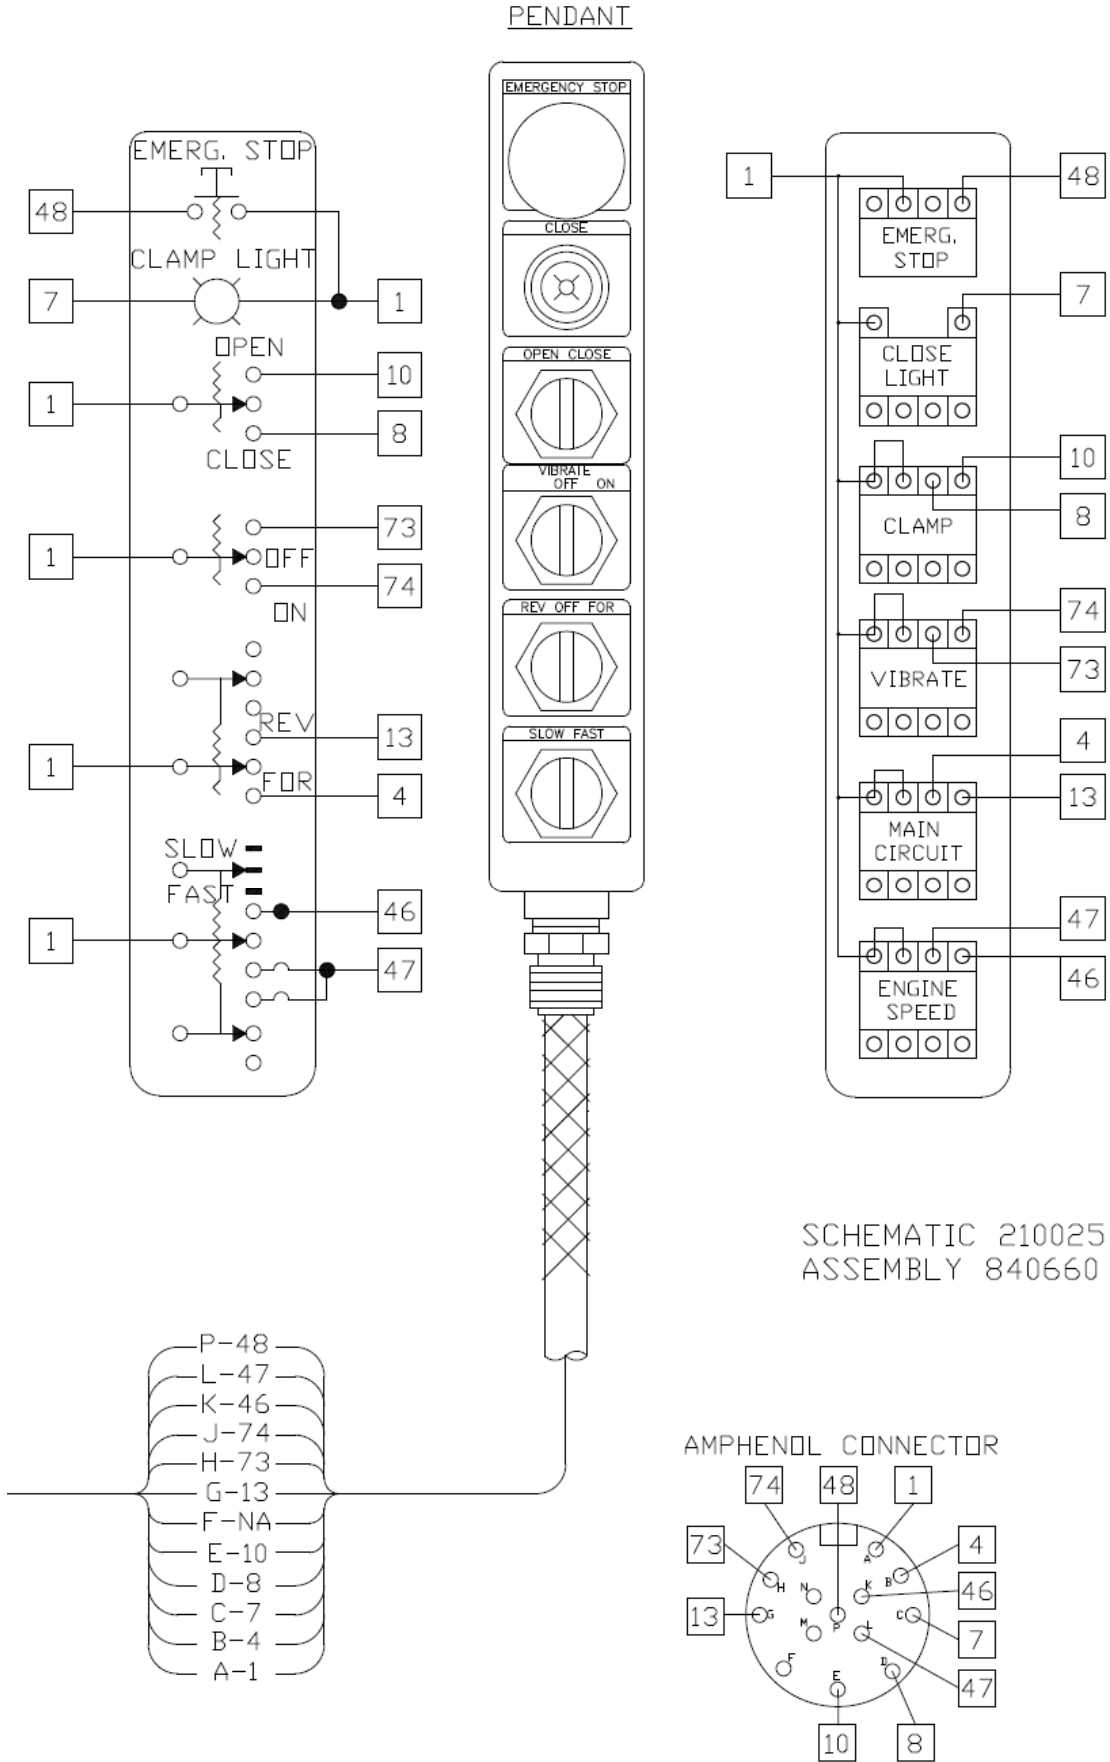 PENDANT
EMERG. STOP
48
CLAMP LIGHT
7
1
OPEN
10
1
8
CLOSE
73
1
OFF
74
ON
REV
13
1
FOR
4
SLOW
FAST
46
1
47
EMERGENCY STOP
CLOSE
OPEN CLOSE
VIBRATE
OFF ON
REV OFF FOR
SLOW FAST
1
48
EMERG.
STOP
7
CLOSE
LIGHT
10
8
CLAMP
74
73
VIBRATE
4
13
MAIN
CIRCUIT
47
46
ENGINE
SPEED
SCHEMATIC 210025
ASSEMBLY 840660
P-48
L-47
K-46
J-74
H-73
G-13
F-NA
E-10
D-8
C-7
B-4
A-1
AMPHENOL CONNECTOR
74
48
1
73
4
46
13
7
47
10
8
J
A
H
N
K
B
G
M
P
L
C
F
E
D